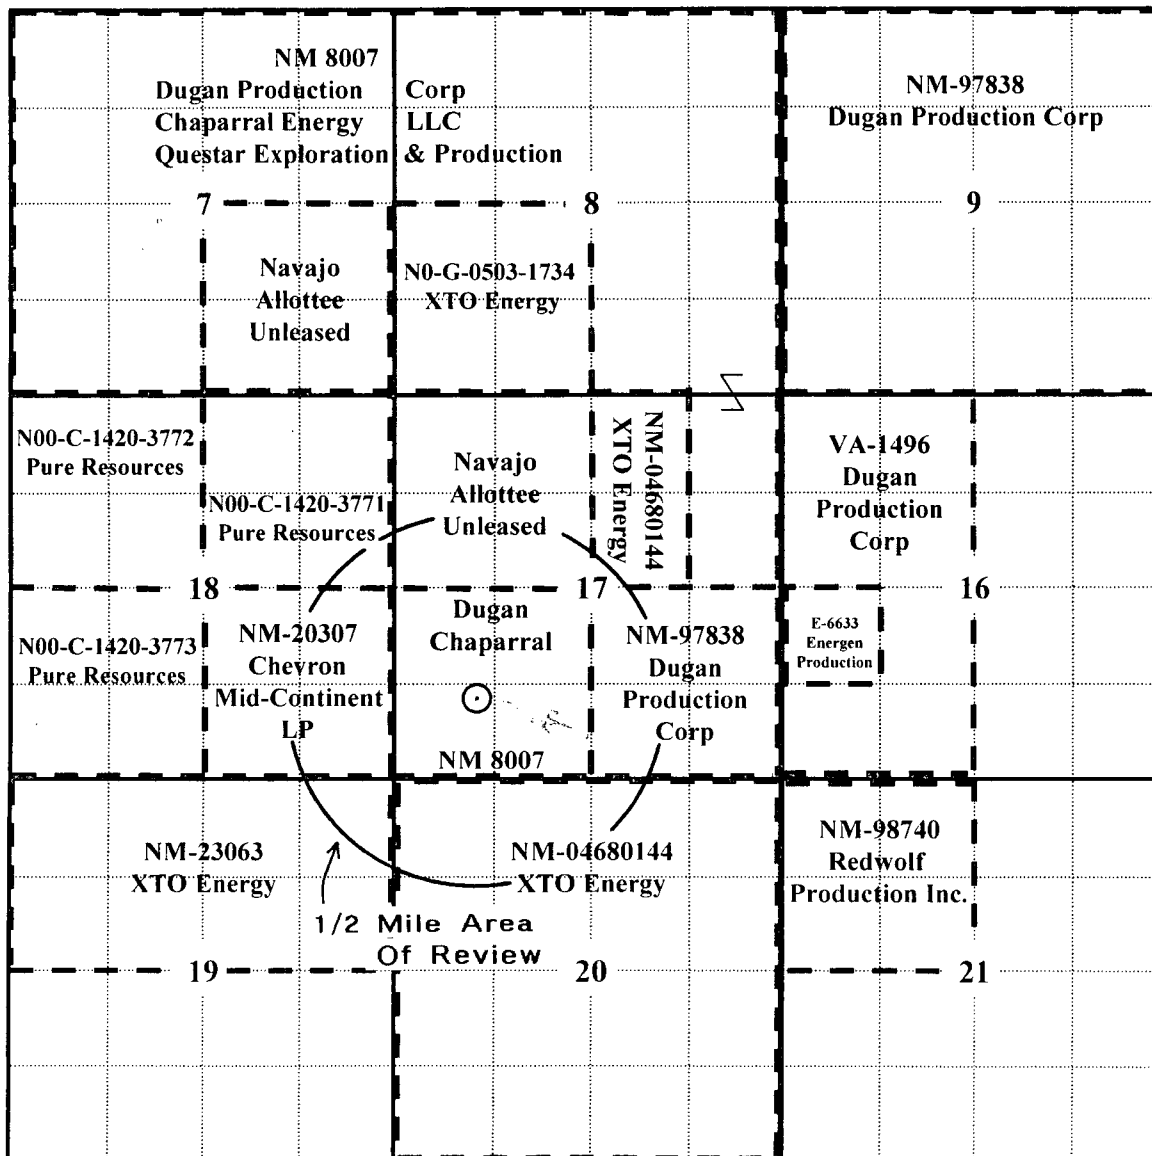 NM 8007
Dugan Production Corp
Chaparral Energy LLC
Questar Exploration & Production
NM-97838
Dugan Production Corp
7
8
9
Navajo
Allottee
Unleased
N0-G-0503-1734
XTO Energy
N00-C-1420-3772
Pure Resources
N00-C-1420-3771
Pure Resources
Navajo
Allottee
Unleased
NM-04680144
XTO Energy
VA-1496
Dugan
Production
Corp
18
17
16
N00-C-1420-3773
Pure Resources
NM-20307
Chevron
Mid-Continent
LP
Dugan
Chaparral
NM 8007
NM-97838
Dugan
Production
Corp
E-6633
Energen
Production
NM-23063
XTO Energy
NM-04680144
XTO Energy
NM-98740
Redwolf
Production Inc.
1/2 Mile Area
Of Review
19
20
21